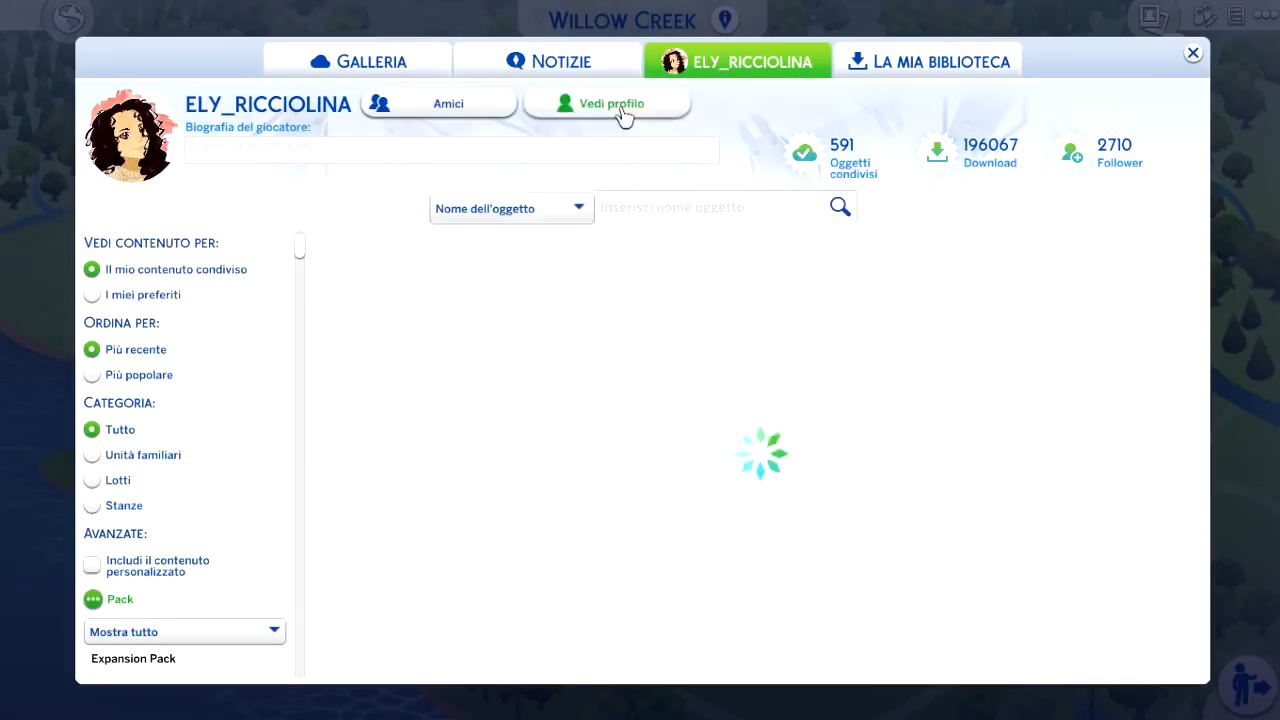 WILLOW CREEK
GALLERIA
NOTIZIE
ELY_RICCIOLINA
LA MIA BIBLIOTECA
ELY_RICCIOLINA
Amici
Vedi profilo
Biografia del giocatore:
591
Oggetti
condivisi
196067
Download
2710
Follower
Nome dell'oggetto
Inserisci nome oggetto
VEDI CONTENUTO PER:
Il mio contenuto condiviso
I miei preferiti
ORDINA PER:
Più recente
Più popolare
CATEGORIA:
Tutto
Unità familiari
Lotti
Stanze
AVANZATE:
Includi il contenuto
personalizzato
Pack
Mostra tutto
Expansion Pack